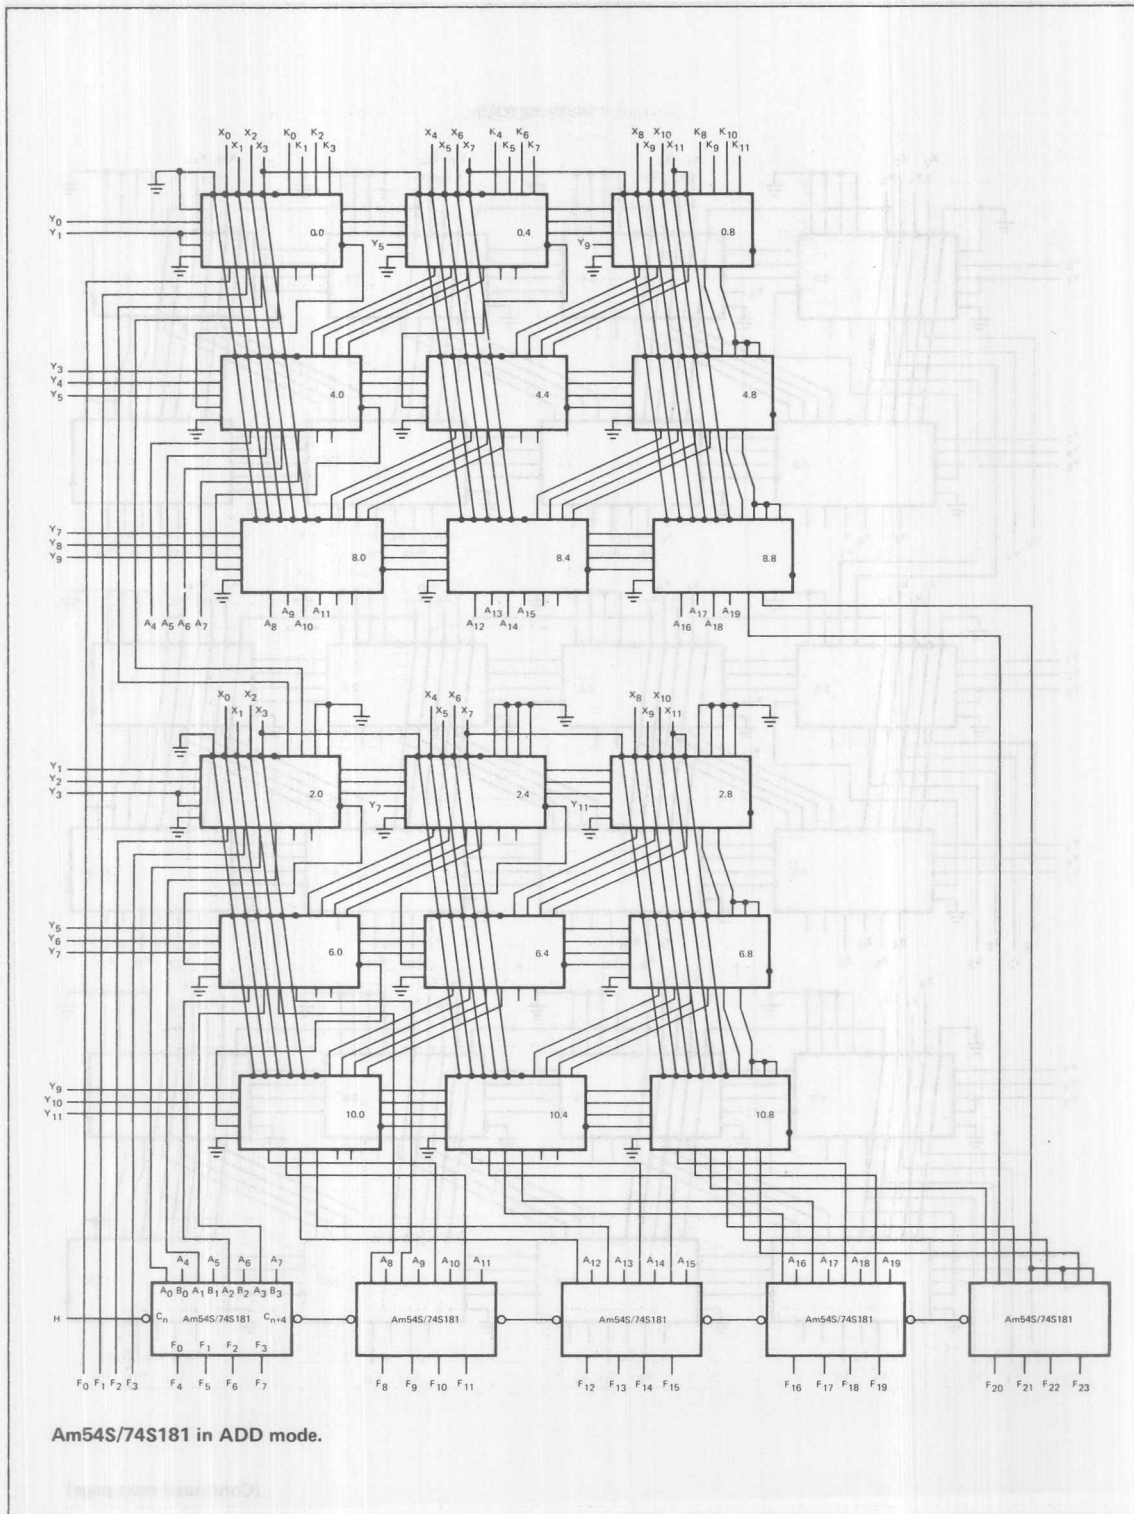 X0 X2 K0 K2 X4 X6 K4 K6 X8 X10 K8 K10
X1 X3 K1 K3 X5 X7 K5 K7 X9 X11 K9 K11
Y0
Y1
0.0 0.4 0.8
Y5 Y9
Y3
Y4
Y5
4.0 4.4 4.8
Y7
Y8
Y9
8.0 8.4 8.8
A9 A11 A13 A15 A17 A19
A4 A5 A6 A7 A8 A10 A12 A14 A16 A18
X0 X2 X4 X6 X8 X10
X1 X3 X5 X7 X9 X11
Y1
Y2
Y3
2.0 2.4 2.8
Y7 Y11
Y5
Y6
Y7
6.0 6.4 6.8
Y9
Y10
Y11
10.0 10.4 10.8
A4 A5 A6 A7 A8 A9 A10 A11 A12 A13 A14 A15 A16 A17 A18 A19
A0 B0 A1 B1 A2 B2 A3 B3
H Cn Am54S/74S181 Cn+4 Am54S/74S181 Am54S/74S181 Am54S/74S181 Am54S/74S181
F0 F1 F2 F3
F0 F1 F2 F3 F4 F5 F6 F7 F8 F9 F10 F11 F12 F13 F14 F15 F16 F17 F18 F19 F20 F21 F22 F23
Am54S/74S181 in ADD mode.